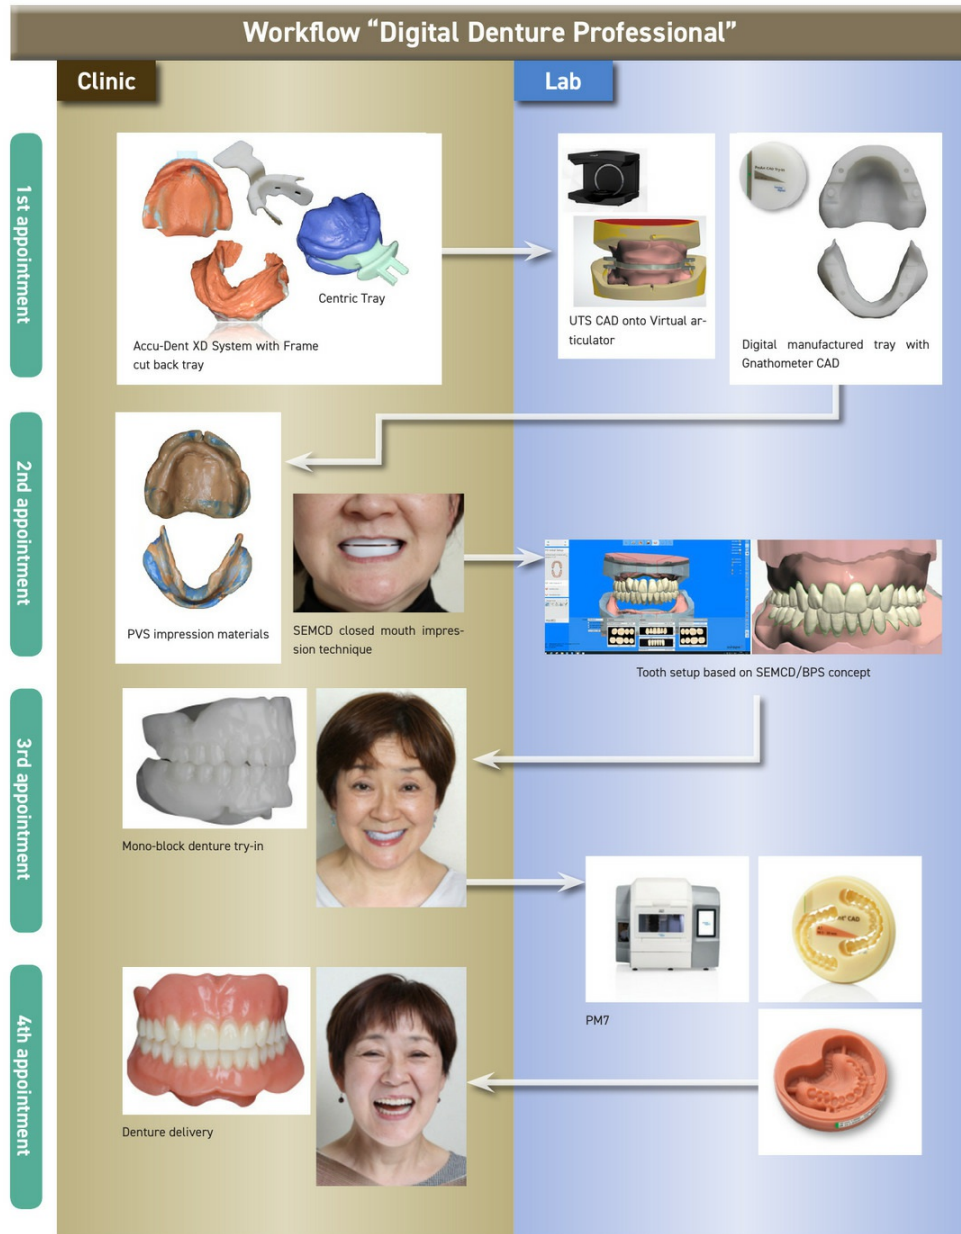 Workflow “Digital Denture Professional”
Clinic
Lab
1st appointment
Centric Tray
Accu-Dent XD System with Frame
cut back tray
UTS CAD onto Virtual ar-
ticulator
Digital manufactured tray with
Gnathometer CAD
2nd appointment
PVS impression materials
SEMCD closed mouth impres-
sion technique
Tooth setup based on SEMCD/BPS concept
3rd appointment
Mono-block denture try-in
CAD
PM7
4th appointment
Denture delivery